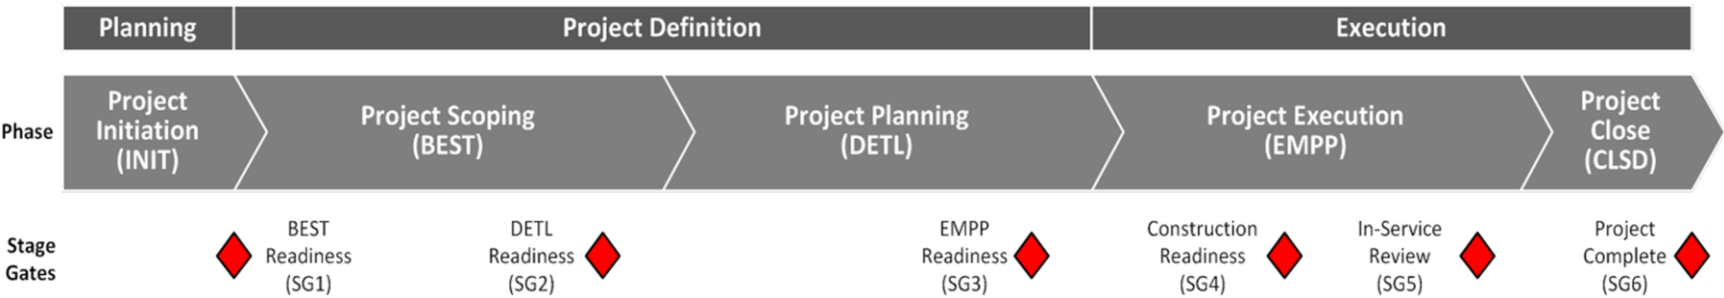 Planning
Project Definition
Execution
Phase
Project
Initiation
(INIT)
Project Scoping
(BEST)
Project Planning
(DETL)
Project Execution
(EMPP)
Project
Close
(CLSD)
Stage
Gates
BEST
Readiness
(SG1)
DETL
Readiness
(SG2)
EMPP
Readiness
(SG3)
Construction
Readiness
(SG4)
In-Service
Review
(SG5)
Project
Complete
(SG6)